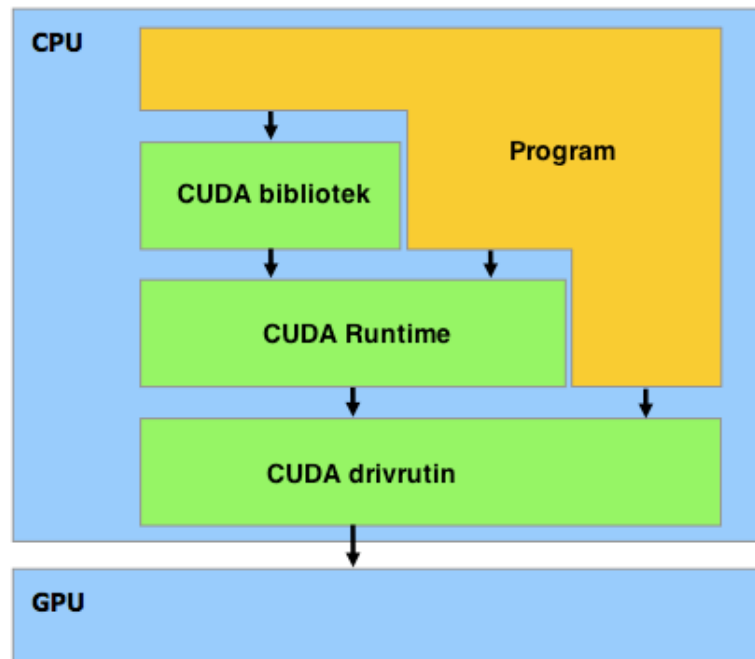 CPU
Program
CUDA bibliotek
CUDA Runtime
CUDA drivrutin
GPU